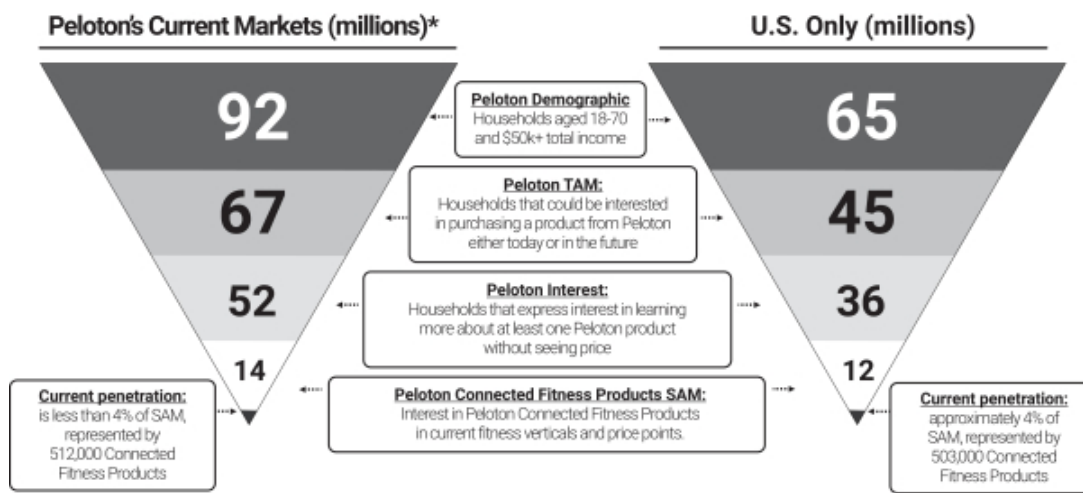 Peloton's Current Markets (millions)*
U.S. Only (millions)
92
Peloton Demographic
Households aged 18-70
and $50k+ total income
65
67
Peloton TAM:
Households that could be interested
in purchasing a product from Peloton
either today or in the future
45
52
Peloton Interest:
Households that express interest in learning
more about at least one Peloton product
without seeing price
36
14
Peloton Connected Fitness Products SAM:
Interest in Peloton Connected Fitness Products
in current fitness verticals and price points.
12
Current penetration:
is less than 4% of SAM,
represented by
512,000 Connected
Fitness Products
Current penetration:
approximately 4% of
SAM, represented by
503,000 Connected
Fitness Products